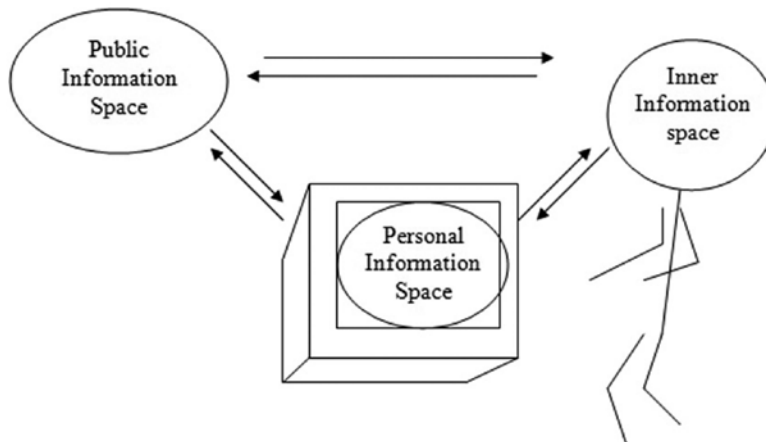 Public
Information
Space
Inner
Information
space
Personal
Information
Space